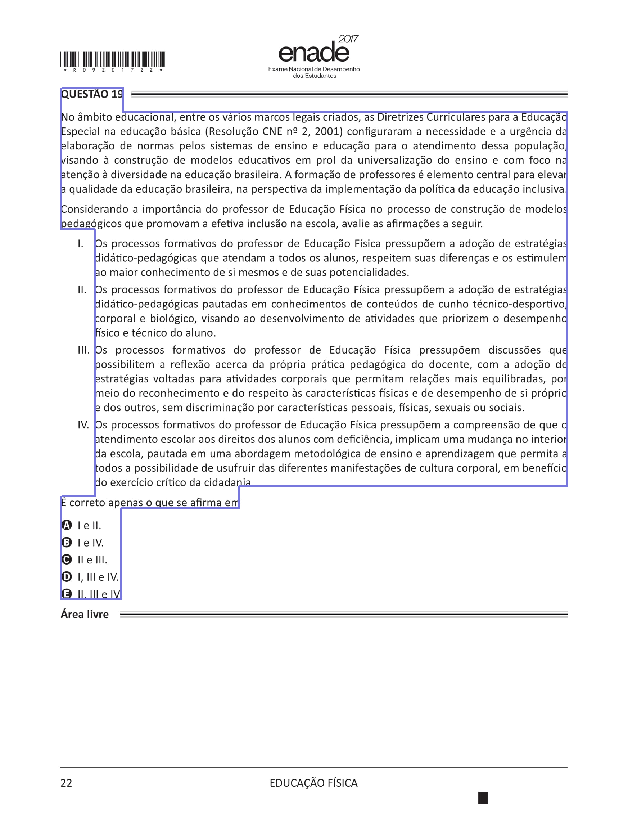 *R09201722*
enade 2017
Exame Nacional de Desempenho
dos Estudantes
QUESTÃO 19
No âmbito educacional, entre os vários marcos legais criados, as Diretrizes Curriculares para a Educação
Especial na educação básica (Resolução CNE nº 2, 2001) configuraram a necessidade e a urgência da
elaboração de normas pelos sistemas de ensino e educação para o atendimento dessa população,
visando à construção de modelos educativos em prol da universalização do ensino e com foco na
atenção à diversidade na educação brasileira. A formação de professores é elemento central para elevar
a qualidade da educação brasileira, na perspectiva da implementação da política da educação inclusiva.
Considerando a importância do professor de Educação Física no processo de construção de modelos
pedagógicos que promovam a efetiva inclusão na escola, avalie as afirmações a seguir.
I. Os processos formativos do professor de Educação Física pressupõem a adoção de estratégias
didático-pedagógicas que atendam a todos os alunos, respeitem suas diferenças e os estimulem
ao maior conhecimento de si mesmos e de suas potencialidades.
II. Os processos formativos do professor de Educação Física pressupõem a adoção de estratégias
didático-pedagógicas pautadas em conhecimentos de conteúdos de cunho técnico-desportivo,
corporal e biológico, visando ao desenvolvimento de atividades que priorizem o desempenho
físico e técnico do aluno.
III. Os processos formativos do professor de Educação Física pressupõem discussões que
possibilitem a reflexão acerca da própria prática pedagógica do docente, com a adoção de
estratégias voltadas para atividades corporais que permitam relações mais equilibradas, por
meio do reconhecimento e do respeito às características físicas e de desempenho de si próprio
e dos outros, sem discriminação por características pessoais, físicas, sexuais ou sociais.
IV. Os processos formativos do professor de Educação Física pressupõem a compreensão de que o
atendimento escolar aos direitos dos alunos com deficiência, implicam uma mudança no interior
da escola, pautada em uma abordagem metodológica de ensino e aprendizagem que permita a
todos a possibilidade de usufruir das diferentes manifestações de cultura corporal, em benefício
do exercício crítico da cidadania.
É correto apenas o que se afirma em
A I e II.
B I e IV.
C II e III.
D I, III e IV.
E II, III e IV.
Área livre
22
EDUCAÇÃO FÍSICA